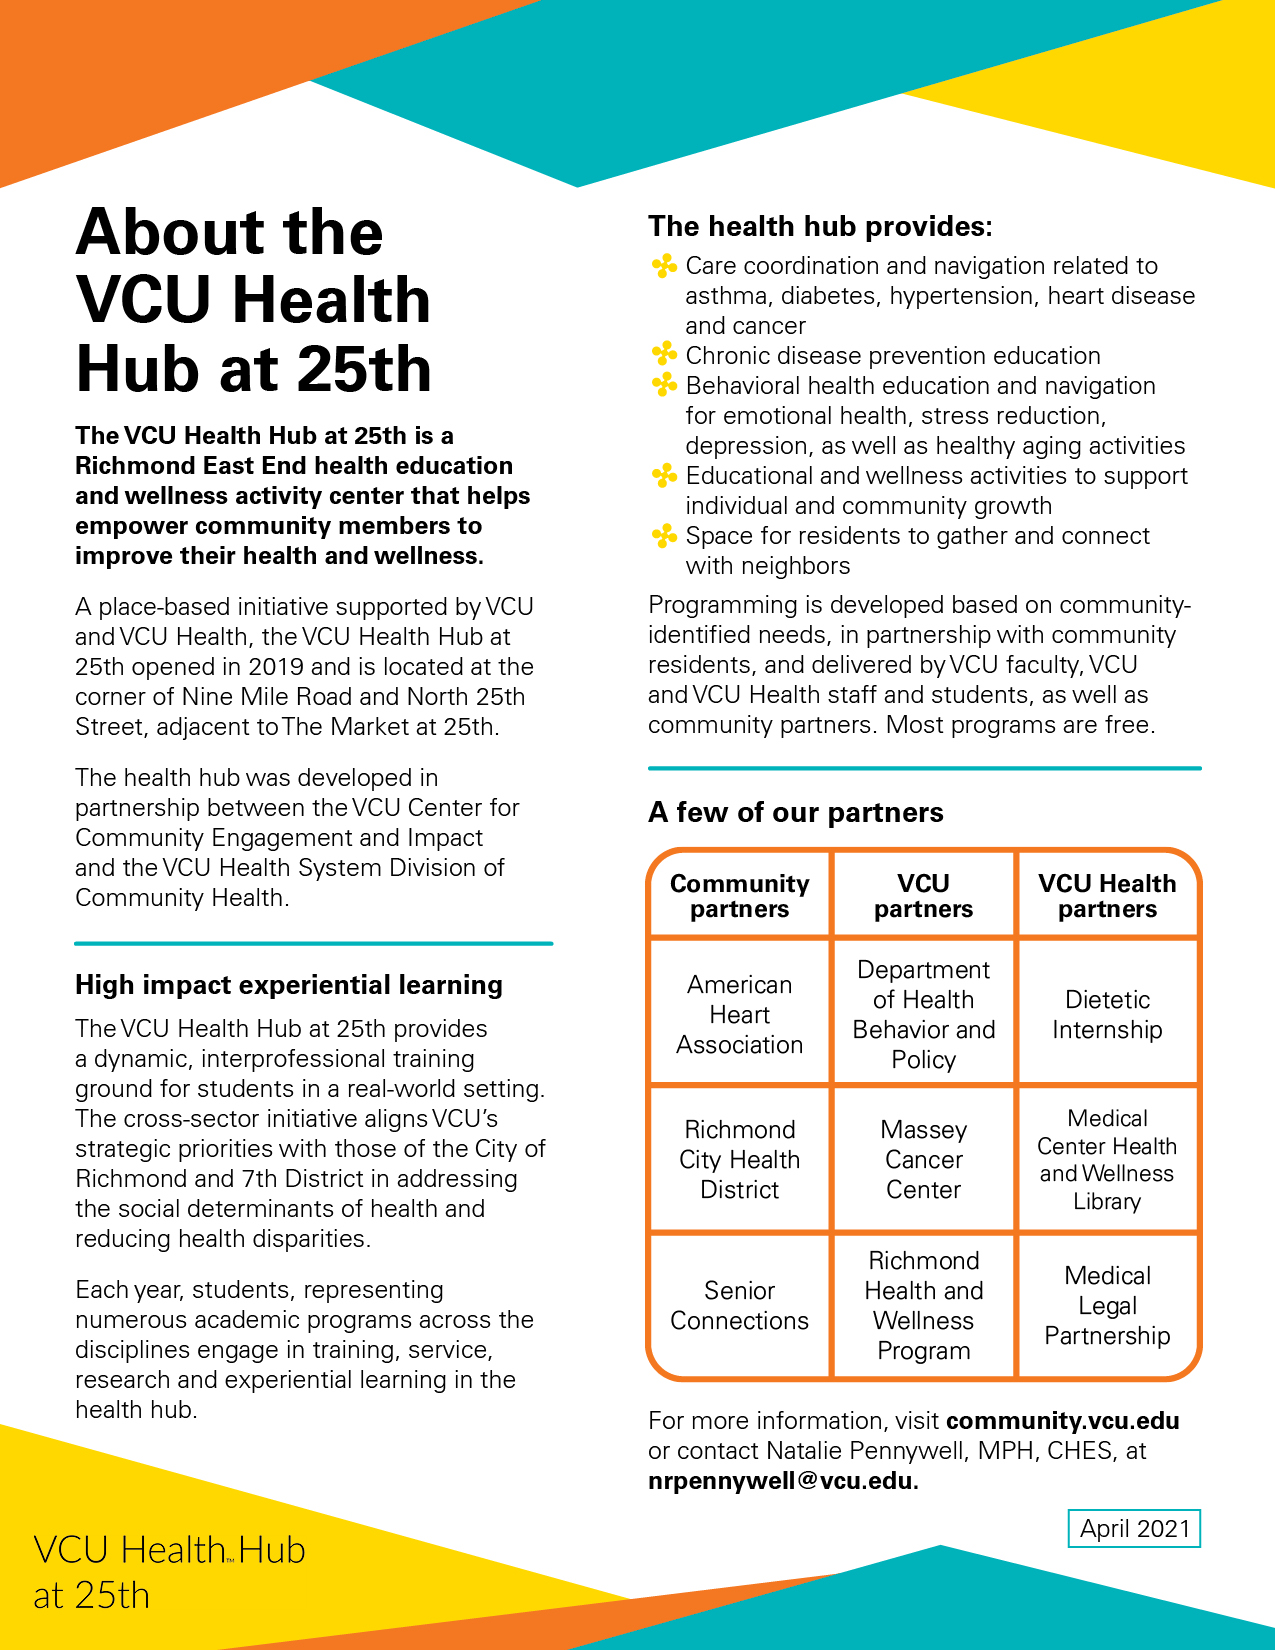 About the
VCU Health
Hub at 25th
The VCU Health Hub at 25th is a
Richmond East End health education
and wellness activity center that helps
empower community members to
improve their health and wellness.
A place-based initiative supported by VCU
and VCU Health, the VCU Health Hub at
25th opened in 2019 and is located at the
corner of Nine Mile Road and North 25th
Street, adjacent to The Market at 25th.
The health hub was developed in
partnership between the VCU Center for
Community Engagement and Impact
and the VCU Health System Division of
Community Health.
High impact experiential learning
The VCU Health Hub at 25th provides
a dynamic, interprofessional training
ground for students in a real-world setting.
The cross-sector initiative aligns VCU’s
strategic priorities with those of the City of
Richmond and 7th District in addressing
the social determinants of health and
reducing health disparities.
Each year, students, representing
numerous academic programs across the
disciplines engage in training, service,
research and experiential learning in the
health hub.
The health hub provides:
Care coordination and navigation related to
asthma, diabetes, hypertension, heart disease
and cancer
Chronic disease prevention education
Behavioral health education and navigation
for emotional health, stress reduction,
depression, as well as healthy aging activities
Educational and wellness activities to support
individual and community growth
Space for residents to gather and connect
with neighbors
Programming is developed based on community-
identified needs, in partnership with community
residents, and delivered by VCU faculty, VCU
and VCU Health staff and students, as well as
community partners. Most programs are free.
A few of our partners
Community
partners
VCU
partners
VCU Health
partners
American
Heart
Association
Department
of Health
Behavior and
Policy
Dietetic
Internship
Richmond
City Health
District
Massey
Cancer
Center
Medical
Center Health
and Wellness
Library
Senior
Connections
Richmond
Health and
Wellness
Program
Medical
Legal
Partnership
For more information, visit community.vcu.edu
or contact Natalie Pennywell, MPH, CHES, at
nrpennywell@vcu.edu.
April 2021
VCU Health™ Hub
at 25th